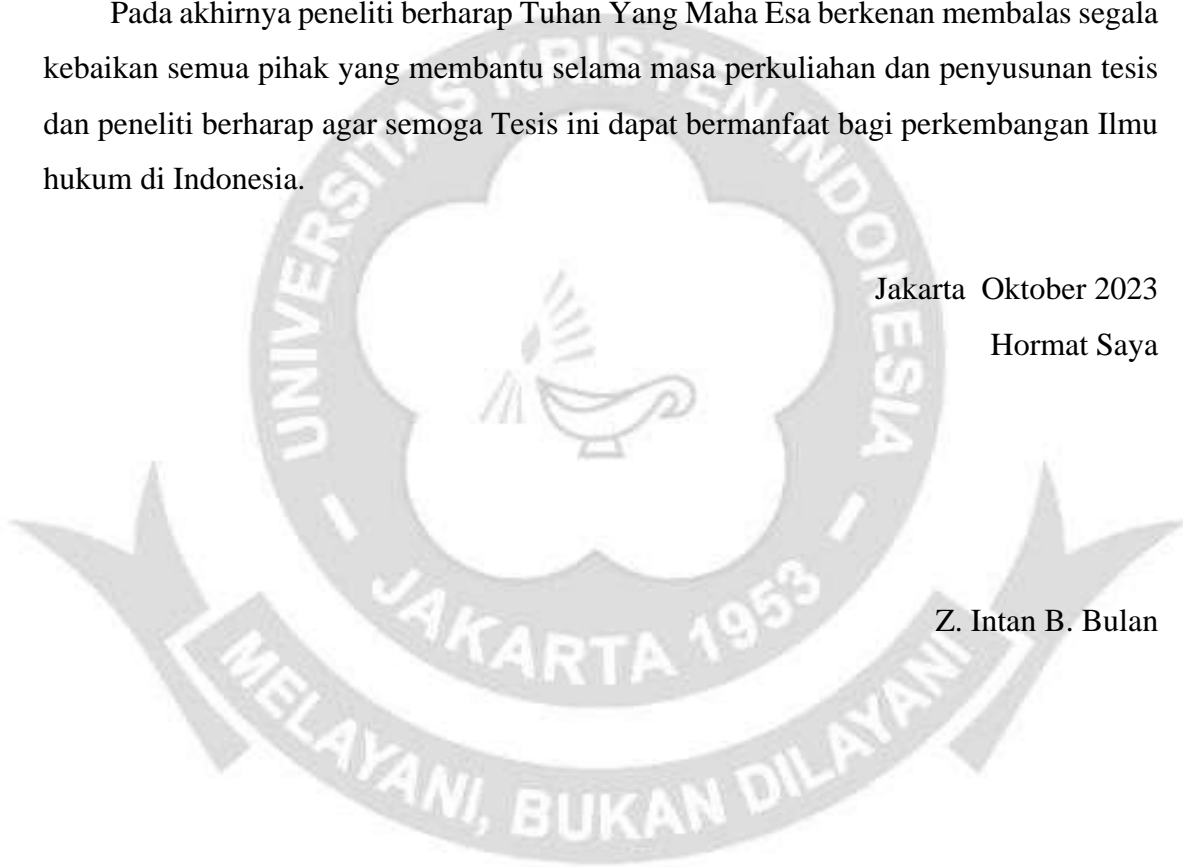 Pada akhirnya peneliti berharap Tuhan Yang Maha Esa berkenan membalas segala
kebaikan semua pihak yang membantu selama masa perkuliahan dan penyusunan tesis
dan peneliti berharap agar semoga Tesis ini dapat bermanfaat bagi perkembangan Ilmu
hukum di Indonesia.
Jakarta  Oktober 2023
Hormat Saya
Z. Intan B. Bulan
UNIVERSITAS KRISTEN INDONESIA
- JAKARTA 1953 -
MELAYANI, BUKAN DILAYANI